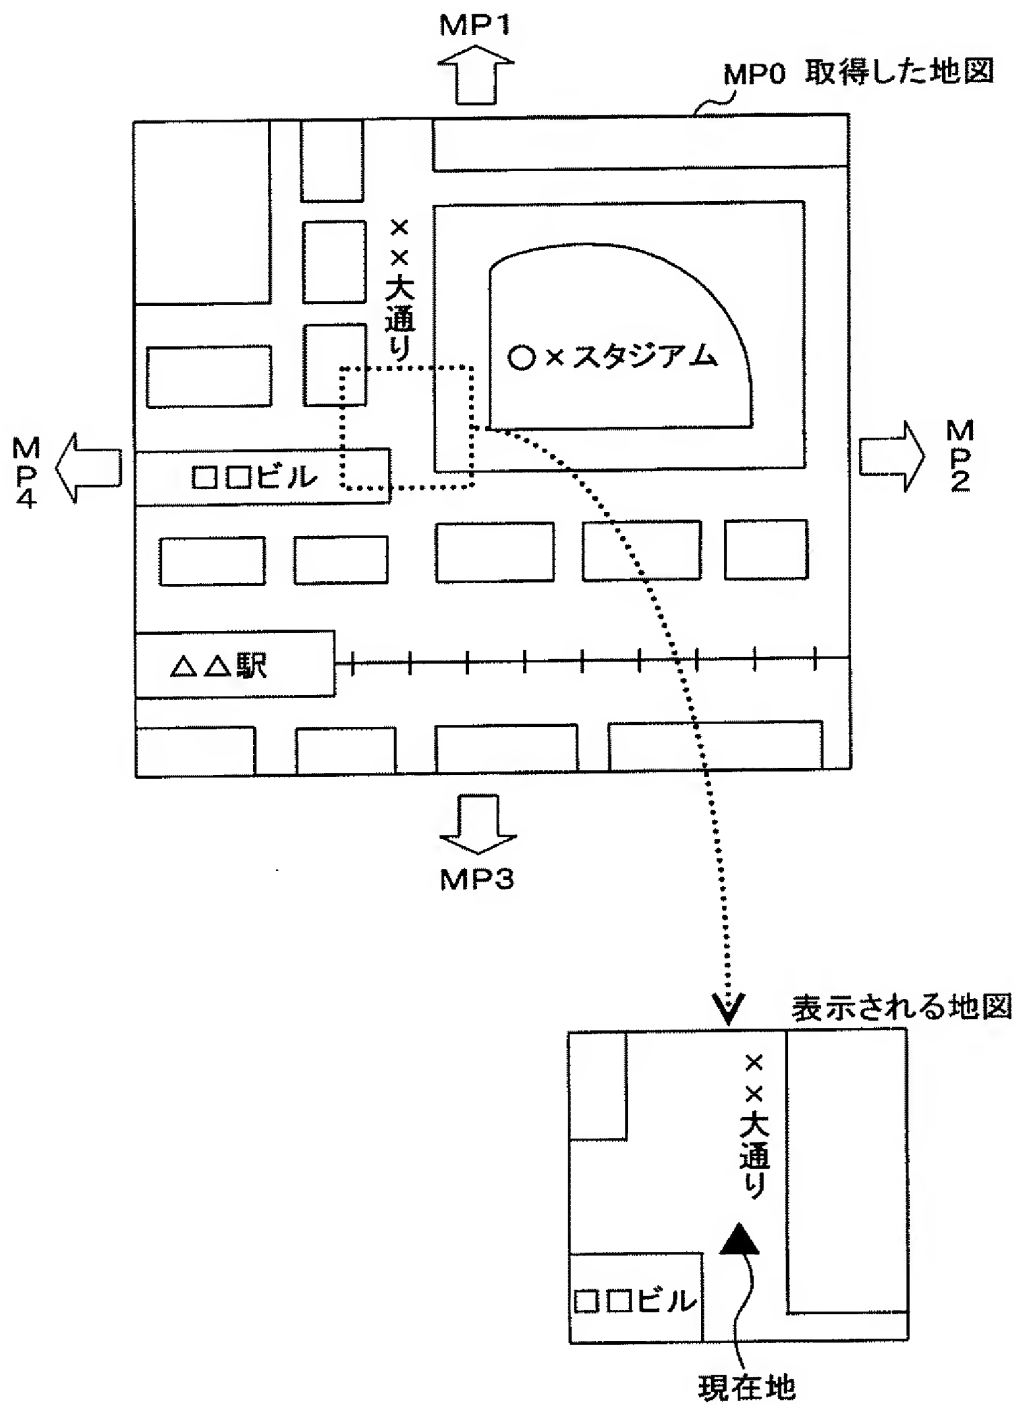 MP1
MP0 取得した地図
××大通り
○×スタジアム
MP4
MP2
□□ビル
△△駅
MP3
表示される地図
××大通り
□□ビル
現在地